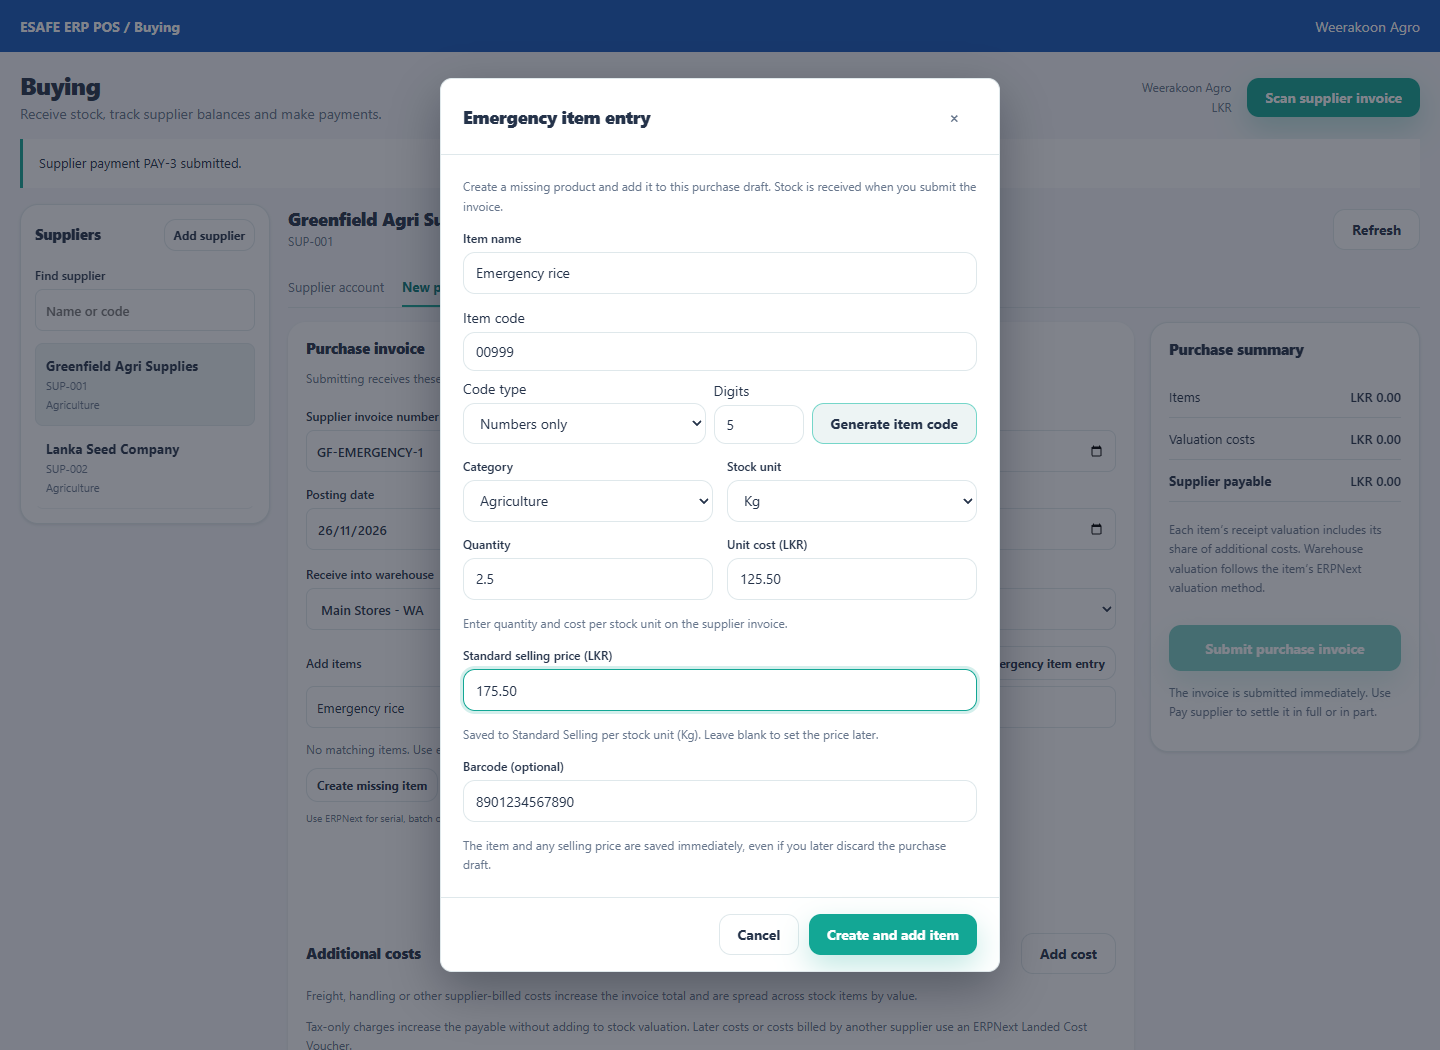 ESAFE ERP POS / Buying
Weerakoon Agro
Buying
Receive stock, track supplier balances and make payments.
Weerakoon Agro
LKR
Scan supplier invoice
Supplier payment PAY-3 submitted.
Suppliers
Add supplier
Find supplier
Name or code
Greenfield Agri Supplies
SUP-001
Agriculture
Lanka Seed Company
SUP-002
Agriculture
Greenfield Agri Su
SUP-001
Refresh
Supplier account
New p
Purchase invoice
Submitting receives these
Supplier invoice number
GF-EMERGENCY-1
Posting date
26/11/2026
Receive into warehouse
Main Stores - WA
Add items
ergency item entry
Emergency rice
No matching items. Use e
Create missing item
Use ERPNext for serial, batch o
Additional costs
Add cost
Freight, handling or other supplier-billed costs increase the invoice total and are spread across stock items by value.
Tax-only charges increase the payable without adding to stock valuation. Later costs or costs billed by another supplier use an ERPNext Landed Cost
Voucher.
Emergency item entry
×
Create a missing product and add it to this purchase draft. Stock is received when you submit the
invoice.
Item name
Emergency rice
Item code
00999
Code type
Digits
Numbers only
5
Generate item code
Category
Stock unit
Agriculture
Kg
Quantity
Unit cost (LKR)
2.5
125.50
Enter quantity and cost per stock unit on the supplier invoice.
Standard selling price (LKR)
175.50
Saved to Standard Selling per stock unit (Kg). Leave blank to set the price later.
Barcode (optional)
8901234567890
The item and any selling price are saved immediately, even if you later discard the purchase
draft.
Cancel
Create and add item
Purchase summary
Items
LKR 0.00
Valuation costs
LKR 0.00
Supplier payable
LKR 0.00
Each item's receipt valuation includes its
share of additional costs. Warehouse
valuation follows the item's ERPNext
valuation method.
Submit purchase invoice
The invoice is submitted immediately. Use
Pay supplier to settle it in full or in part.